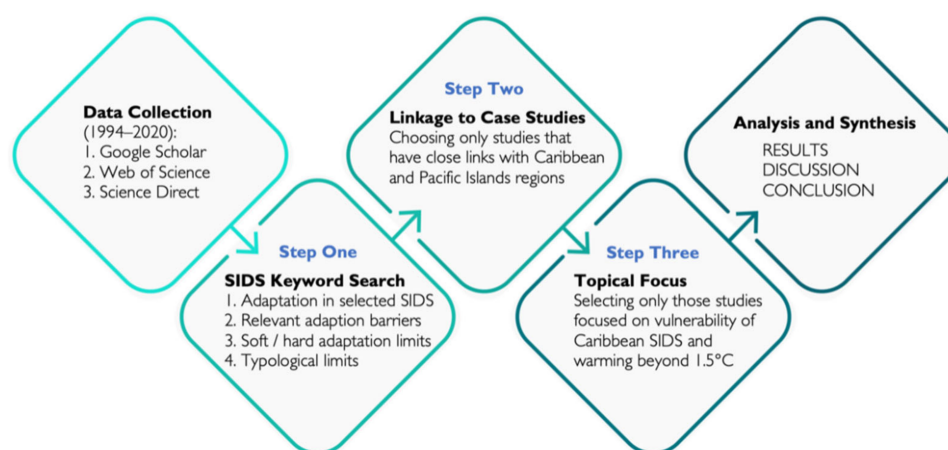 Data Collection
(1994–2020):
1. Google Scholar
2. Web of Science
3. Science Direct
Step One
SIDS Keyword Search
1. Adaptation in selected SIDS
2. Relevant adaption barriers
3. Soft / hard adaptation limits
4. Typological limits
Step Two
Linkage to Case Studies
Choosing only studies that
have close links with Caribbean
and Pacific Islands regions
Step Three
Topical Focus
Selecting only those studies
focused on vulnerability of
Caribbean SIDS and
warming beyond 1.5°C
Analysis and Synthesis
RESULTS
DISCUSSION
CONCLUSION